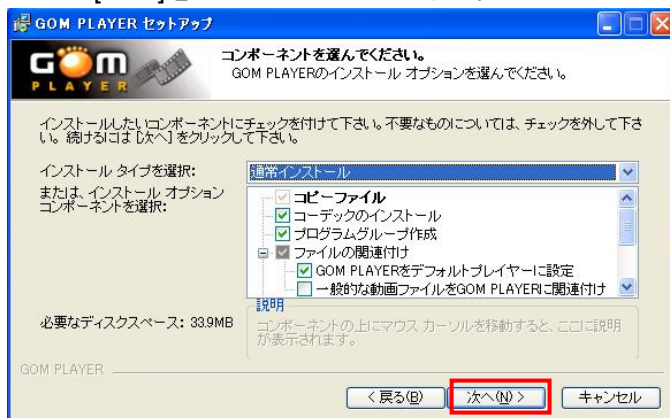 GOM PLAYER セットアップ
GOM
PLAYER
コンポーネントを選んでください。
GOM PLAYERのインストール オプションを選んでください。
インストールしたいコンポーネントにチェックを付けて下さい。不要なものについては、チェックを外して下さ
い。続けるには [次へ] をクリックして下さい。
インストール タイプを選択:
通常インストール
または、インストール オプション
コンポーネントを選択:
コピーファイル
コーデックのインストール
プログラムグループ作成
ファイルの関連付け
GOM PLAYERをデフォルトプレイヤーに設定
一般的な動画ファイルをGOM PLAYERに関連付け
説明
必要なディスクスペース: 33.9MB
コンポーネントの上にマウス カーソルを移動すると、ここに説明
が表示されます。
GOM PLAYER
< 戻る(B)
次へ(N) >
キャンセル